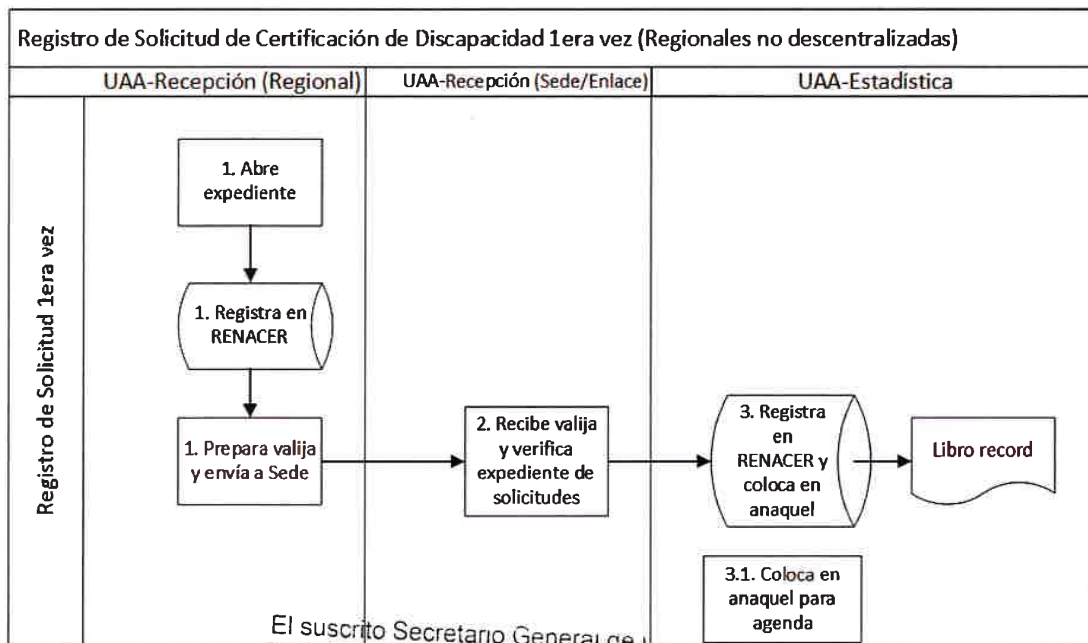 Registro de Solicitud de Certificación de Discapacidad 1era vez (Regionales no descentralizadas)
UAA-Recepción (Regional)
UAA-Recepción (Sede/Enlace)
UAA-Estadística
Registro de Solicitud 1era vez
1. Abre
expediente
1. Registra en
RENACER
1. Prepara valija
y envía a Sede
2. Recibe valija
y verifica
expediente de
solicitudes
3. Registra
en
RENACER y
coloca en
anaquel
Libro record
3.1. Coloca en
anaquel para
agenda
El suscrito Secretario General de